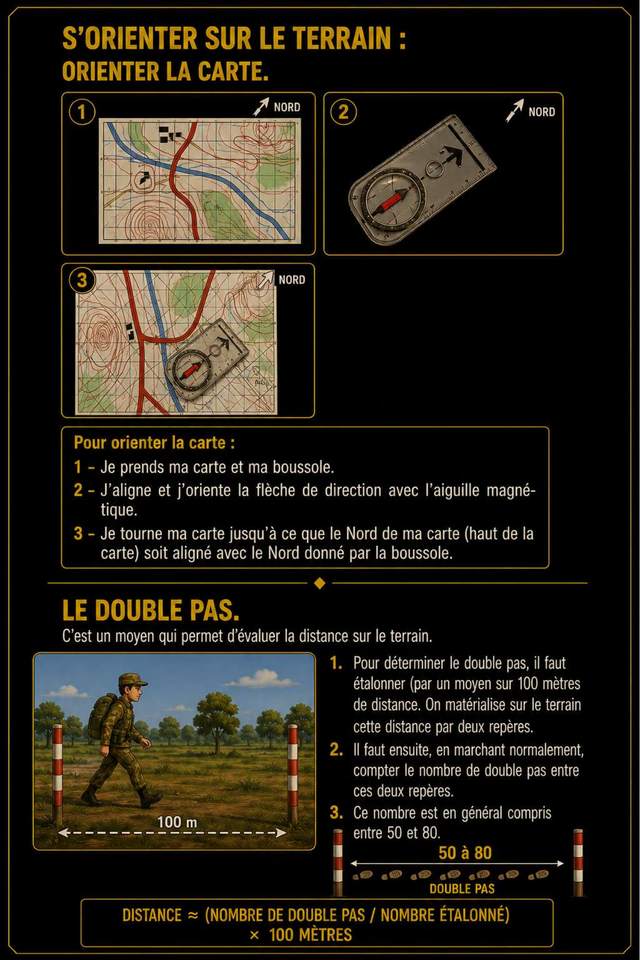 S'ORIENTER SUR LE TERRAIN :
ORIENTER LA CARTE.
1
NORD
2
NORD
3
NORD
Pour orienter la carte :
1 – Je prends ma carte et ma boussole.
2 – J'aligne et j'oriente la flèche de direction avec l'aiguille magné-
tique.
3 – Je tourne ma carte jusqu'à ce que le Nord de ma carte (haut de la
carte) soit aligné avec le Nord donné par la boussole.
LE DOUBLE PAS.
C'est un moyen qui permet d'évaluer la distance sur le terrain.
100 m
1. Pour déterminer le double pas, il faut
étalonner (par un moyen sur 100 mètres
de distance. On matérialise sur le terrain
cette distance par deux repères.
2. Il faut ensuite, en marchant normalement,
compter le nombre de double pas entre
ces deux repères.
3. Ce nombre est en général compris
entre 50 et 80.
50 à 80
DOUBLE PAS
DISTANCE ≈ (NOMBRE DE DOUBLE PAS / NOMBRE ÉTALONNÉ)
× 100 MÈTRES